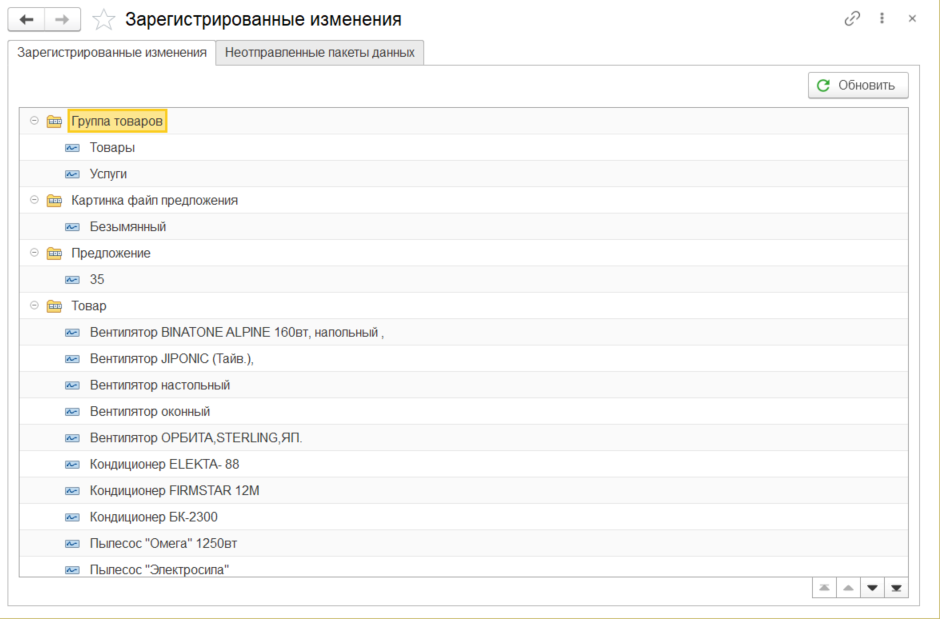 Зарегистрированные изменения
Зарегистрированные изменения Неотправленные пакеты данных
Обновить
Группа товаров
Товары
Услуги
Картинка файл предложения
Безымянный
Предложение
35
Товар
Вентилятор BINATONE ALPINE 160вт, напольный ,
Вентилятор JIPONIC (Тайв.),
Вентилятор настольный
Вентилятор оконный
Вентилятор ОРБИТА,STERLING,ЯП.
Кондиционер ELEKTA- 88
Кондиционер FIRMSTAR 12М
Кондиционер БК-2300
Пылесос "Омега" 1250вт
Пылесос "Электросила"